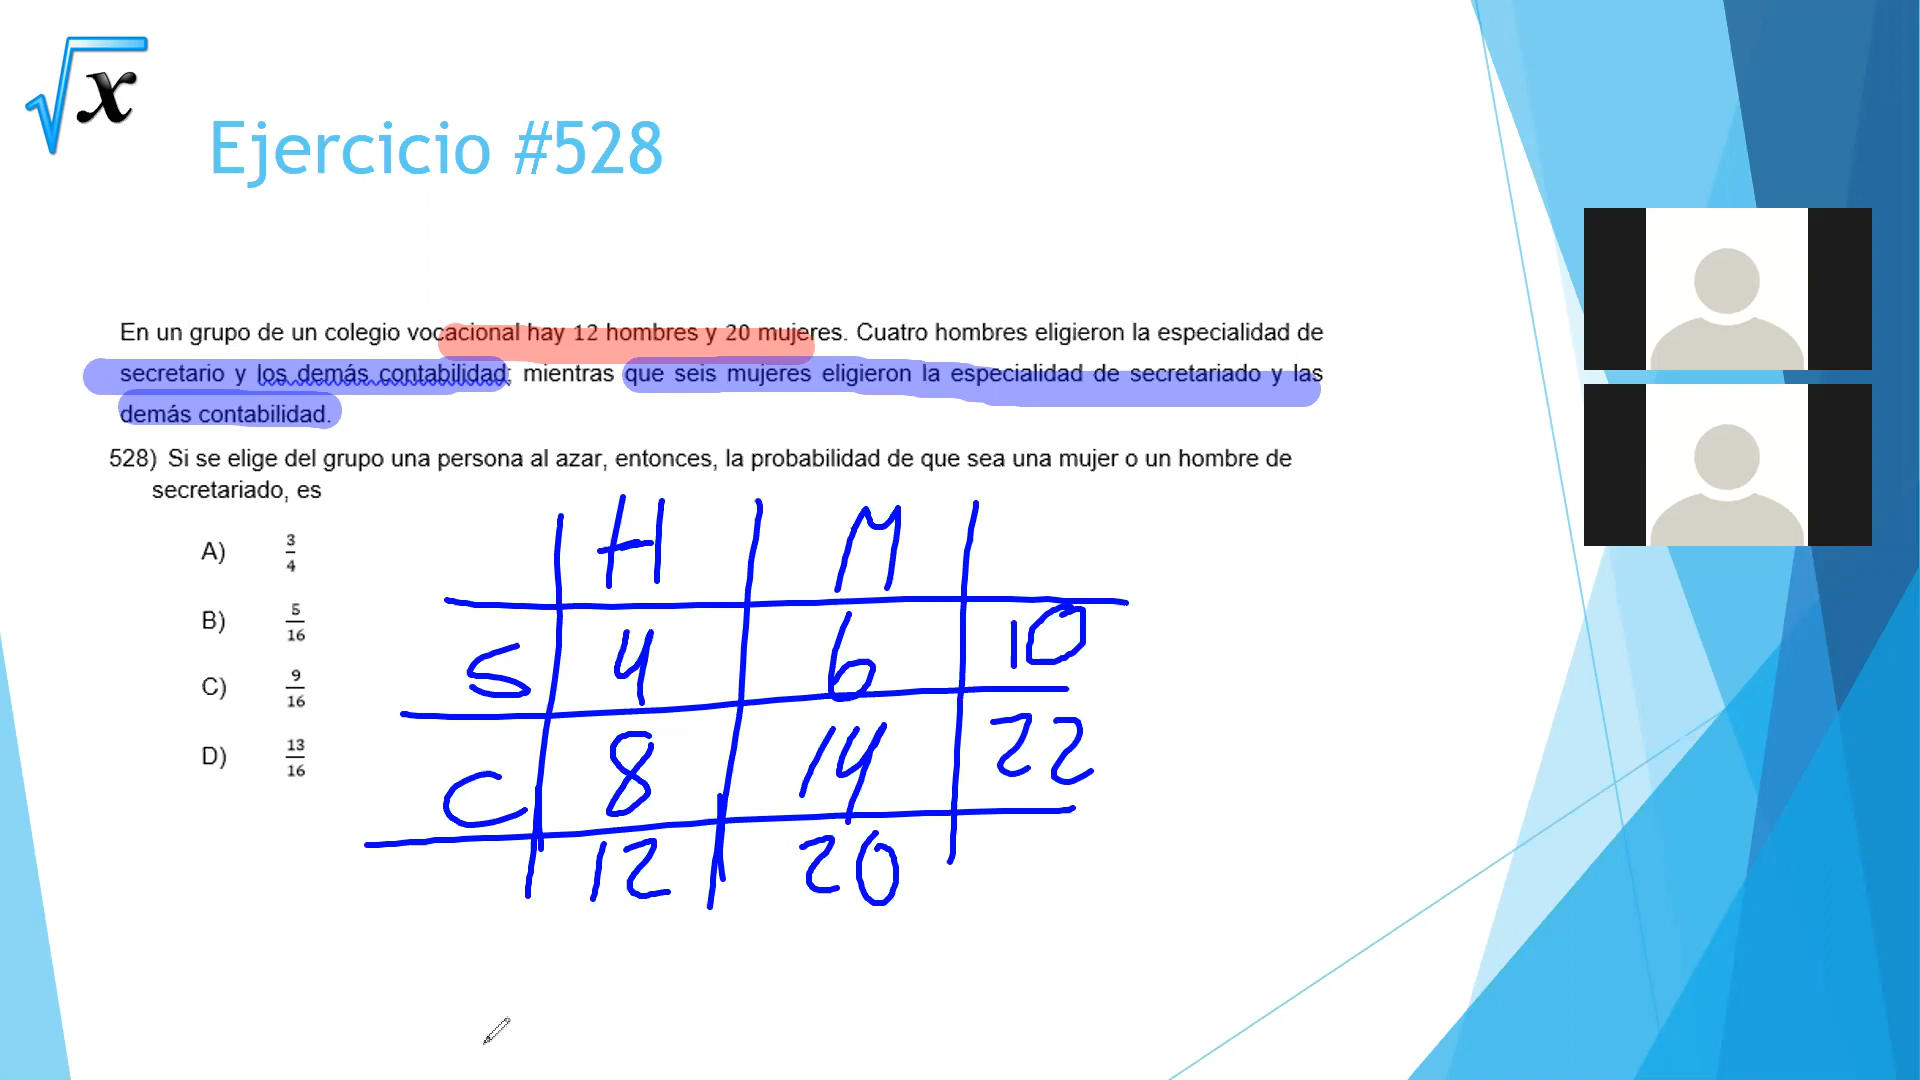 √x
Ejercicio #528
En un grupo de un colegio vocacional hay 12 hombres y 20 mujeres. Cuatro hombres eligieron la especialidad de
secretario y los demás contabilidad; mientras que seis mujeres eligieron la especialidad de secretariado y las
demás contabilidad.
528) Si se elige del grupo una persona al azar, entonces, la probabilidad de que sea una mujer o un hombre de
secretariado, es
A) 3/4
B) 5/16
C) 9/16
D) 13/16
H M
S 4 6 10
C 8 14 22
12 20